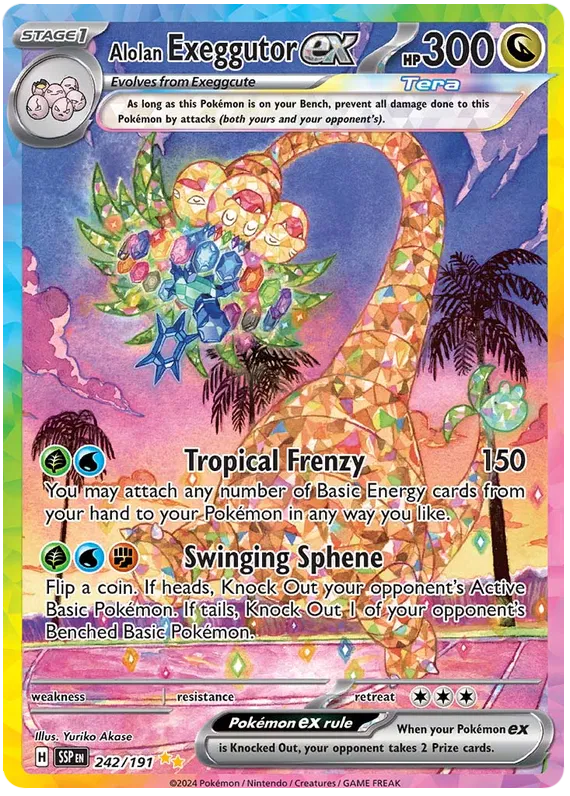 STAGE 1 Alolan Exeggutor ex HP 300
Evolves from Exeggcute Tera
As long as this Pokémon is on your Bench, prevent all damage done to this
Pokémon by attacks (both yours and your opponent's).
Tropical Frenzy 150
You may attach any number of Basic Energy cards from
your hand to your Pokémon in any way you like.
Swinging Sphene
Flip a coin. If heads, Knock Out your opponent's Active
Basic Pokémon. If tails, Knock Out 1 of your opponent's
Benched Basic Pokémon.
weakness resistance retreat
Illus. Yuriko Akase
Pokémon ex rule When your Pokémon ex
is Knocked Out, your opponent takes 2 Prize cards.
H SSP EN 242/191
©2024 Pokémon / Nintendo / Creatures / GAME FREAK